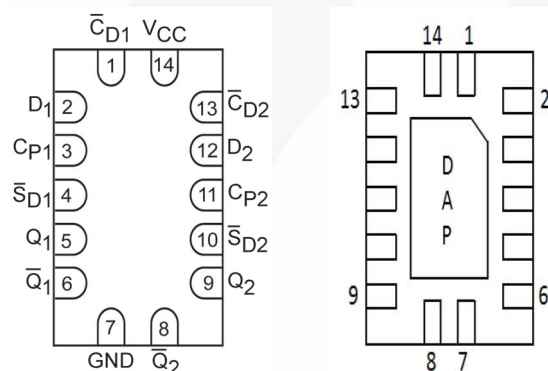 C̅D1 VCC
1 14
D1 2 13 C̅D2
CP1 3 12 D2
S̅D1 4 11 CP2
Q1 5 10 S̅D2
Q̅1 6 9 Q2
7 8
GND Q̅2
14 1
13 2
D
A
P
9 6
8 7